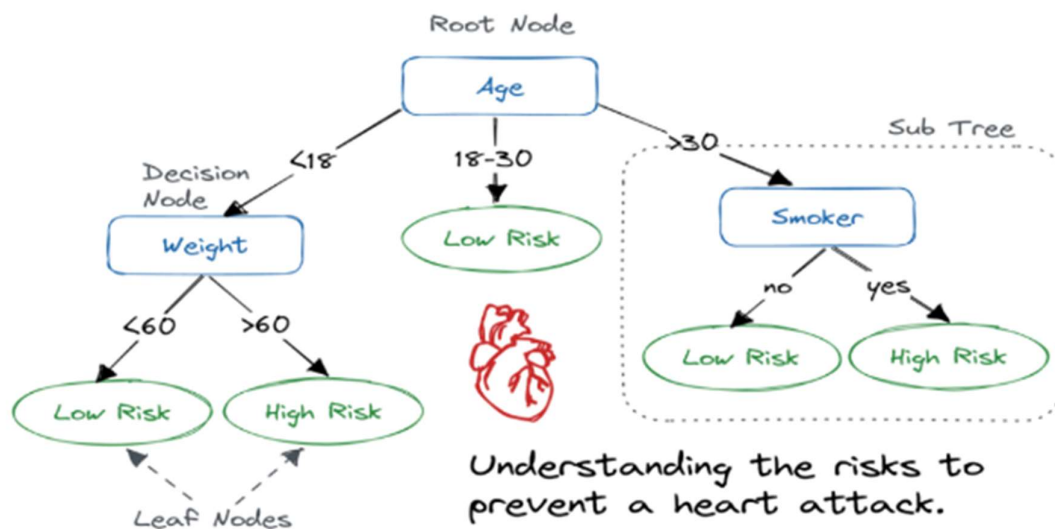 Root Node
Age
Sub Tree
<18
18-30
>30
Decision
Node
Weight
Low Risk
Smoker
<60
>60
no
yes
Low Risk
High Risk
Low Risk
High Risk
Leaf Nodes
Understanding the risks to
prevent a heart attack.